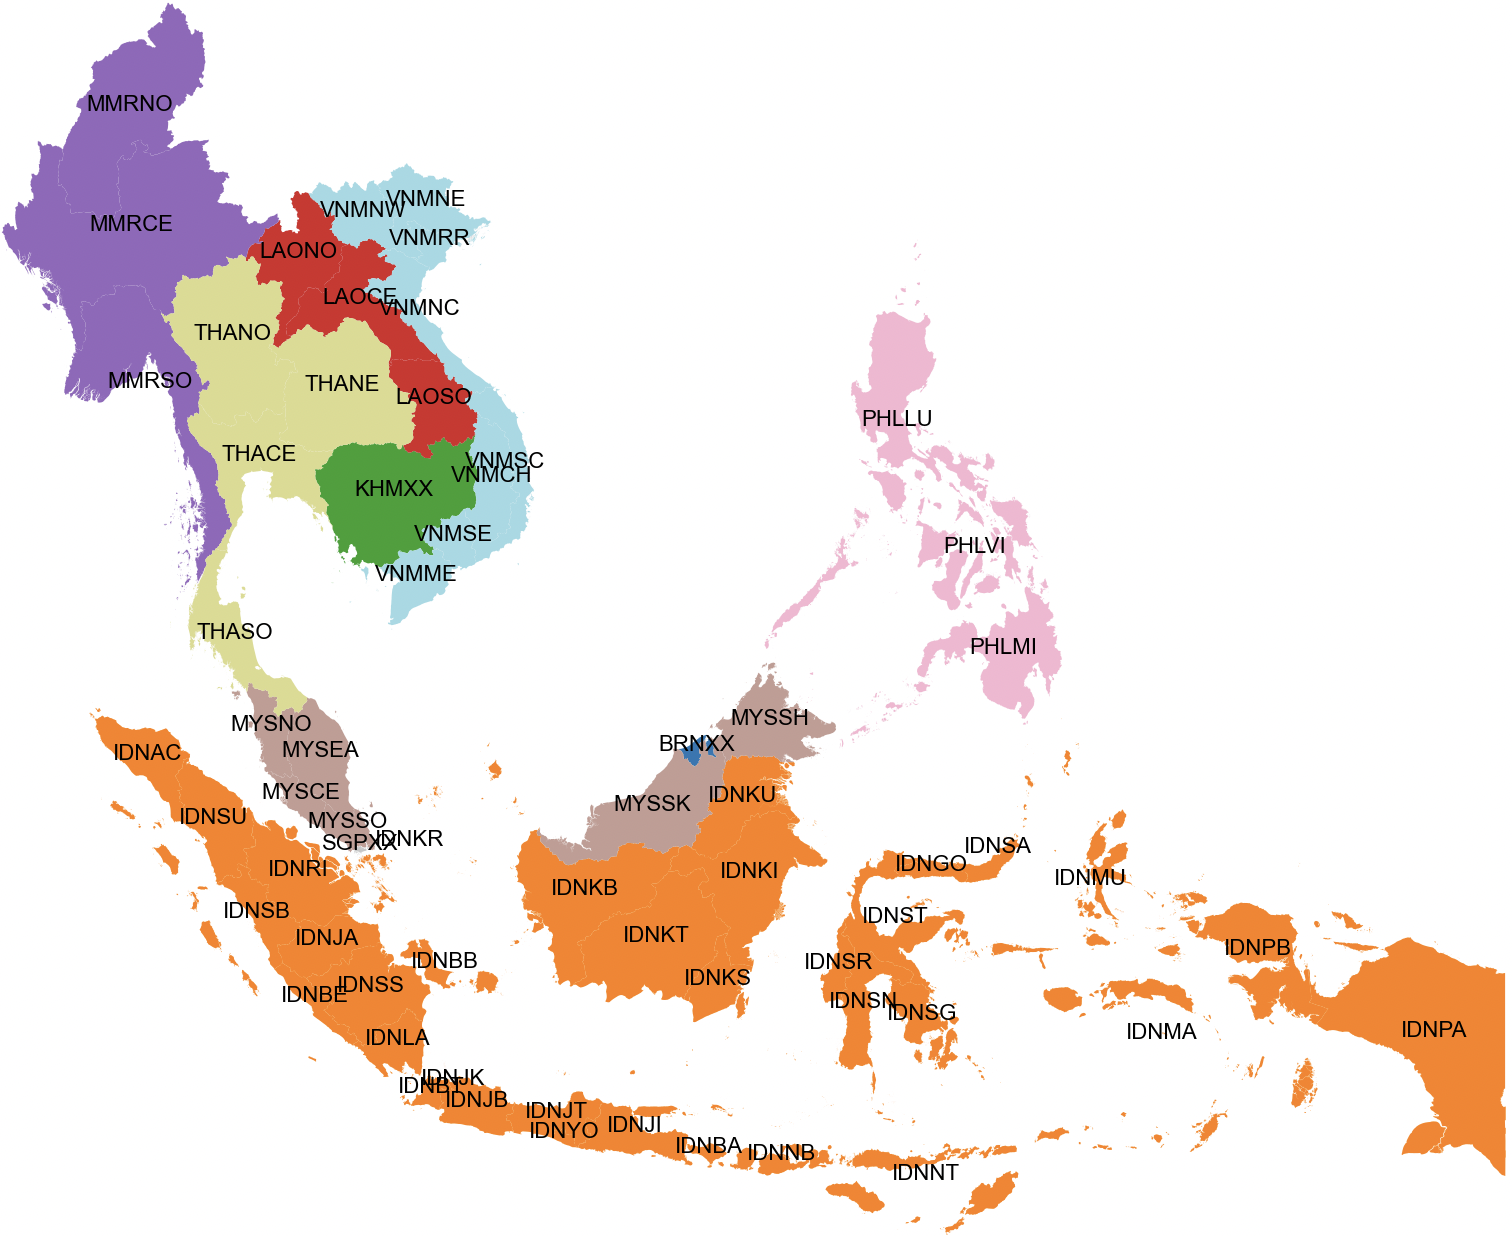 MMRNO
VNMNE
VNMNW
MMRCE
VNMRR
LAONO
LAOCE
VNMNC
THANO
MMRSO
THANE
LAOSO
PHLLU
THACE
VNMSC
VNMCH
KHMXX
VNMSE
PHLVI
VNMME
THASO
PHLMI
MYSSH
MYSNO
BRNXX
MYSEA
IDNAC
MYSCE
IDNKU
MYSSK
IDNSU
MYSSO
IDNKR
SGPXX
IDNSA
IDNGO
IDNRI
IDNKI
IDNMU
IDNKB
IDNSB
IDNST
IDNKT
IDNJA
IDNPB
IDNBB
IDNSR
IDNKS
IDNSS
IDNBE
IDNSN
IDNSG
IDNMA
IDNPA
IDNLA
IDNJK
IDNBT
IDNJB
IDNJT
IDNJI
IDNYO
IDNBA
IDNNB
IDNNT